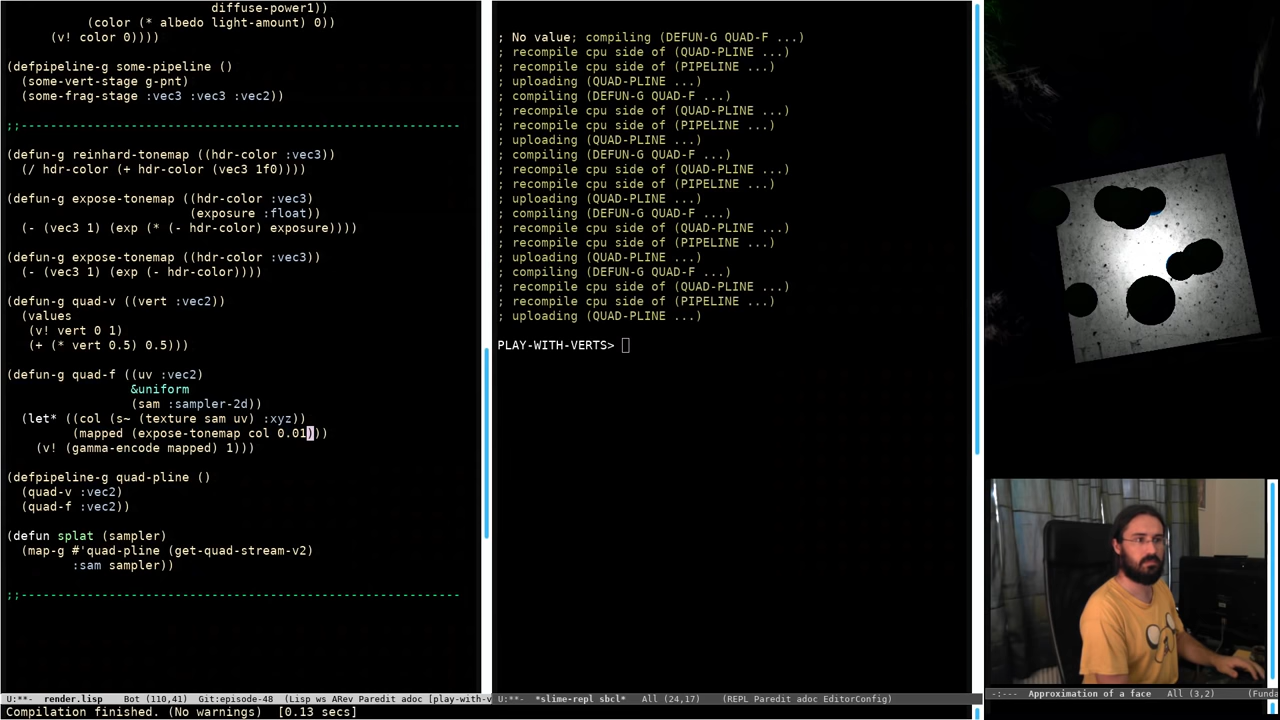 diffuse-power1))
(color (* albedo light-amount) 0))
(v! color 0))))
(defpipeline-g some-pipeline ()
(some-vert-stage g-pnt)
(some-frag-stage :vec3 :vec3 :vec2))
;;------------------------------------------------------------
(defun-g reinhard-tonemap ((hdr-color :vec3))
(/ hdr-color (+ hdr-color (vec3 1f0))))
(defun-g expose-tonemap ((hdr-color :vec3)
(exposure :float))
(- (vec3 1) (exp (* (- hdr-color) exposure))))
(defun-g expose-tonemap ((hdr-color :vec3))
(- (vec3 1) (exp (- hdr-color))))
(defun-g quad-v ((vert :vec2))
(values
(v! vert 0 1)
(+ (* vert 0.5) 0.5)))
(defun-g quad-f ((uv :vec2)
&uniform
(sam :sampler-2d))
(let* ((col (s~ (texture sam uv) :xyz))
(mapped (expose-tonemap col 0.01)))
(v! (gamma-encode mapped) 1)))
(defpipeline-g quad-pline ()
(quad-v :vec2)
(quad-f :vec2))
(defun splat (sampler)
(map-g #'quad-pline (get-quad-stream-v2)
:sam sampler))
;;------------------------------------------------------------
U:**- render.lisp Bot (110,41) Git:episode-48 (Lisp ws ARev Paredit adoc [play-with-v
Compilation finished. (No warnings) [0.13 secs]
; No value; compiling (DEFUN-G QUAD-F ...)
; recompile cpu side of (QUAD-PLINE ...)
; recompile cpu side of (PIPELINE ...)
; uploading (QUAD-PLINE ...)
; compiling (DEFUN-G QUAD-F ...)
; recompile cpu side of (QUAD-PLINE ...)
; recompile cpu side of (PIPELINE ...)
; uploading (QUAD-PLINE ...)
; compiling (DEFUN-G QUAD-F ...)
; recompile cpu side of (QUAD-PLINE ...)
; recompile cpu side of (PIPELINE ...)
; uploading (QUAD-PLINE ...)
; compiling (DEFUN-G QUAD-F ...)
; recompile cpu side of (QUAD-PLINE ...)
; recompile cpu side of (PIPELINE ...)
; uploading (QUAD-PLINE ...)
; compiling (DEFUN-G QUAD-F ...)
; recompile cpu side of (QUAD-PLINE ...)
; recompile cpu side of (PIPELINE ...)
; uploading (QUAD-PLINE ...)
PLAY-WITH-VERTS>
U:**- *slime-repl sbcl* All (24,17) (REPL Paredit adoc EditorConfig)
-:--- Approximation of a face All (3,2) (Funda